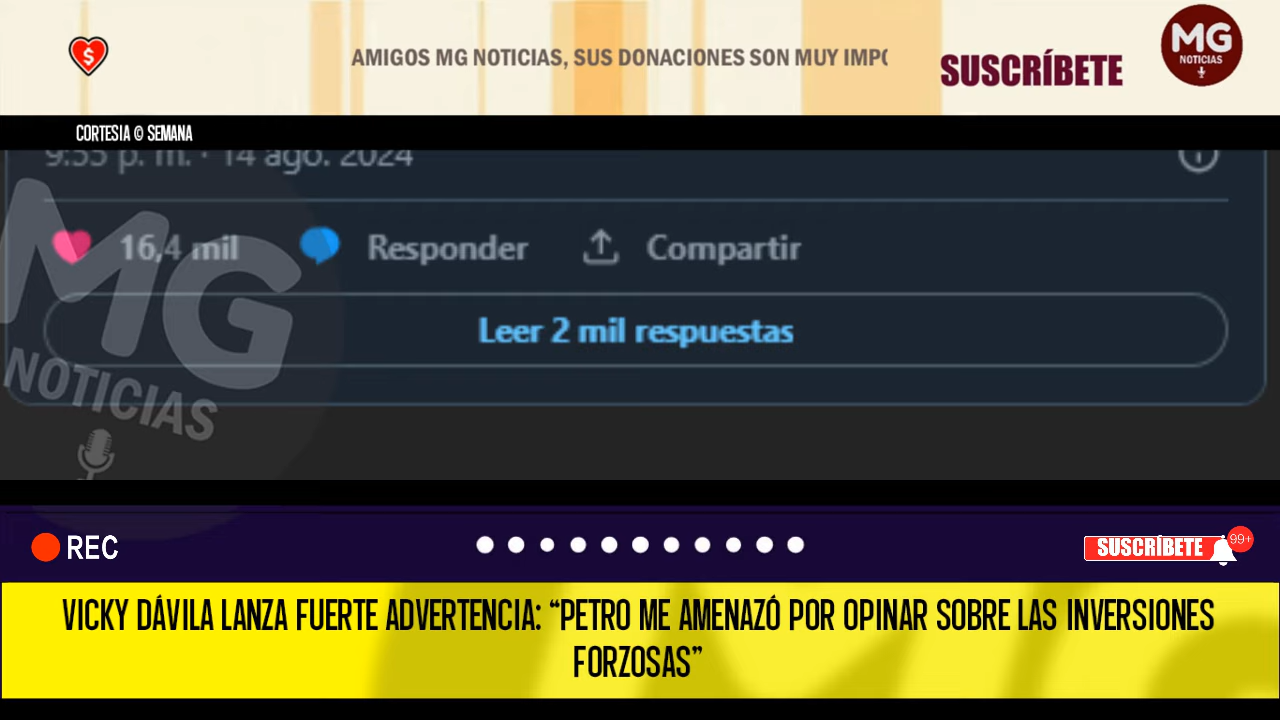 AMIGOS MG NOTICIAS, SUS DONACIONES SON MUY
SUSCRÍBETE
MG
NOTICIAS
CORTESIA © SEMANA
9:55 p. m. · 14 ago. 2024
16,4 mil
Responder
Compartir
Leer 2 mil respuestas
MG
NOTICIAS
REC
SUSCRÍBETE
99+
VICKY DÁVILA LANZA FUERTE ADVERTENCIA: “PETRO ME AMENAZÓ POR OPINAR SOBRE LAS INVERSIONES
FORZOSAS”